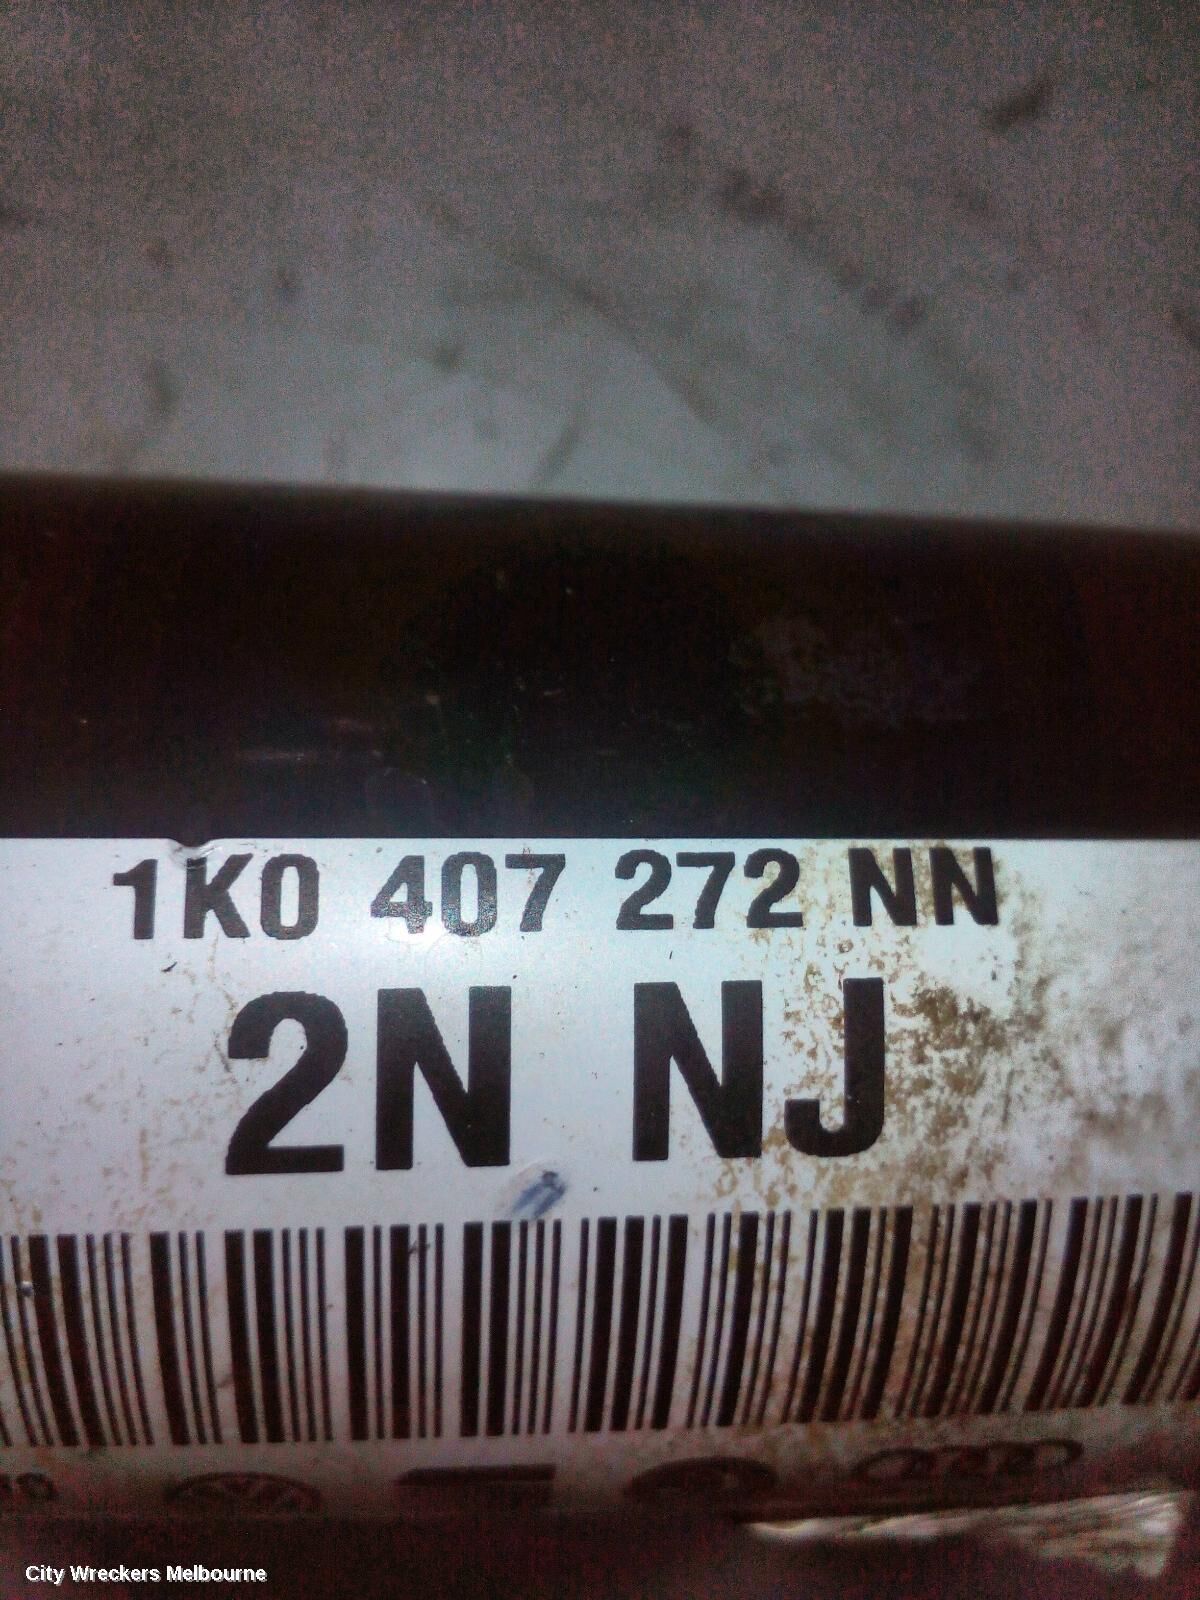 1K0 407 272 NN
2N NJ
City Wreckers Melbourne